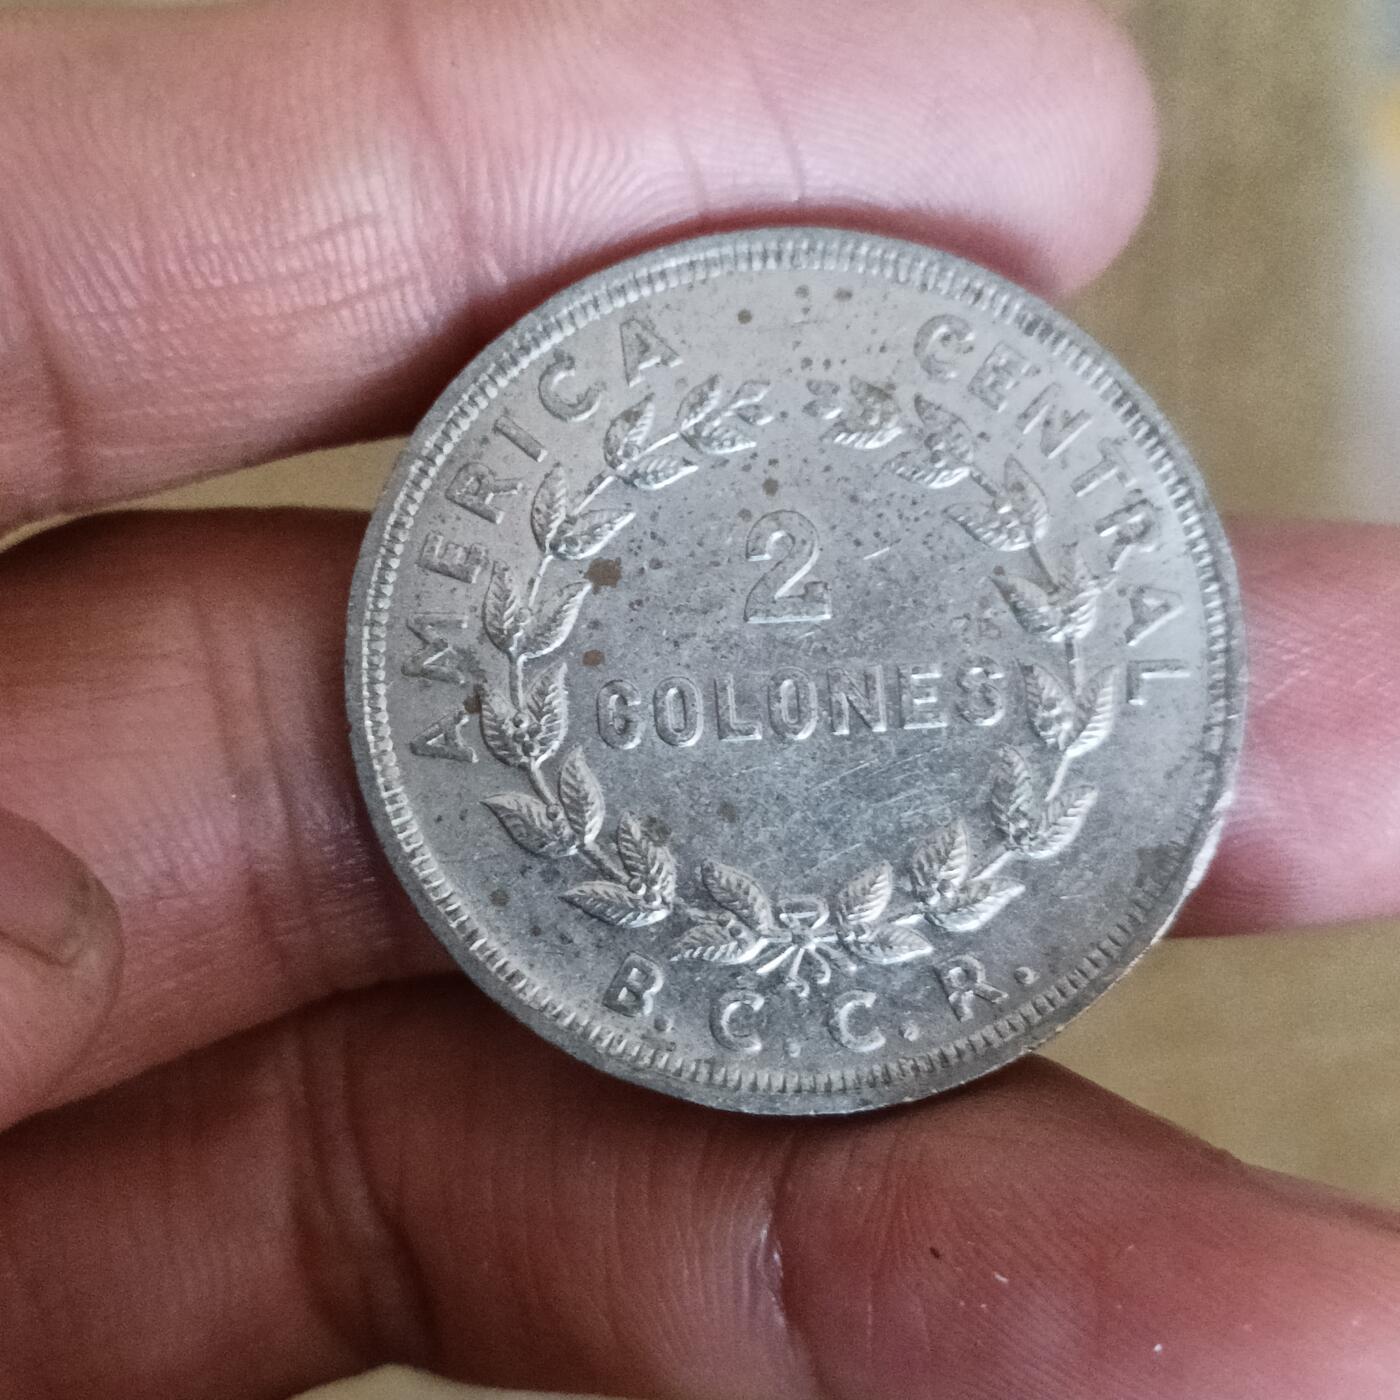 AMERICA CENTRAL
2
COLONES
B.C.C.R.